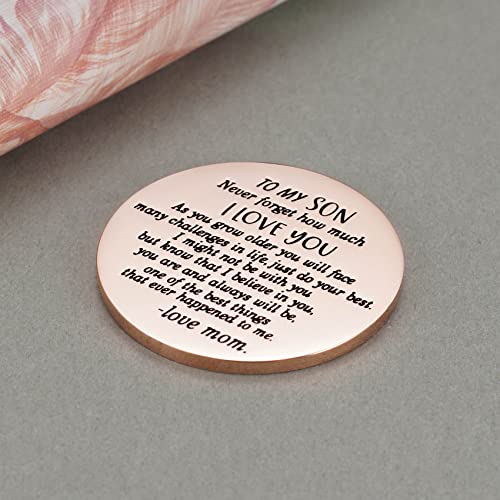 TO MY SON
Never forget how much
I LOVE YOU
As you grow older you will face
many challenges in life, just do your best.
I might not be with you
but know that I believe in you,
you are and always will be,
one of the best things
that ever happened to me.
-love mom.